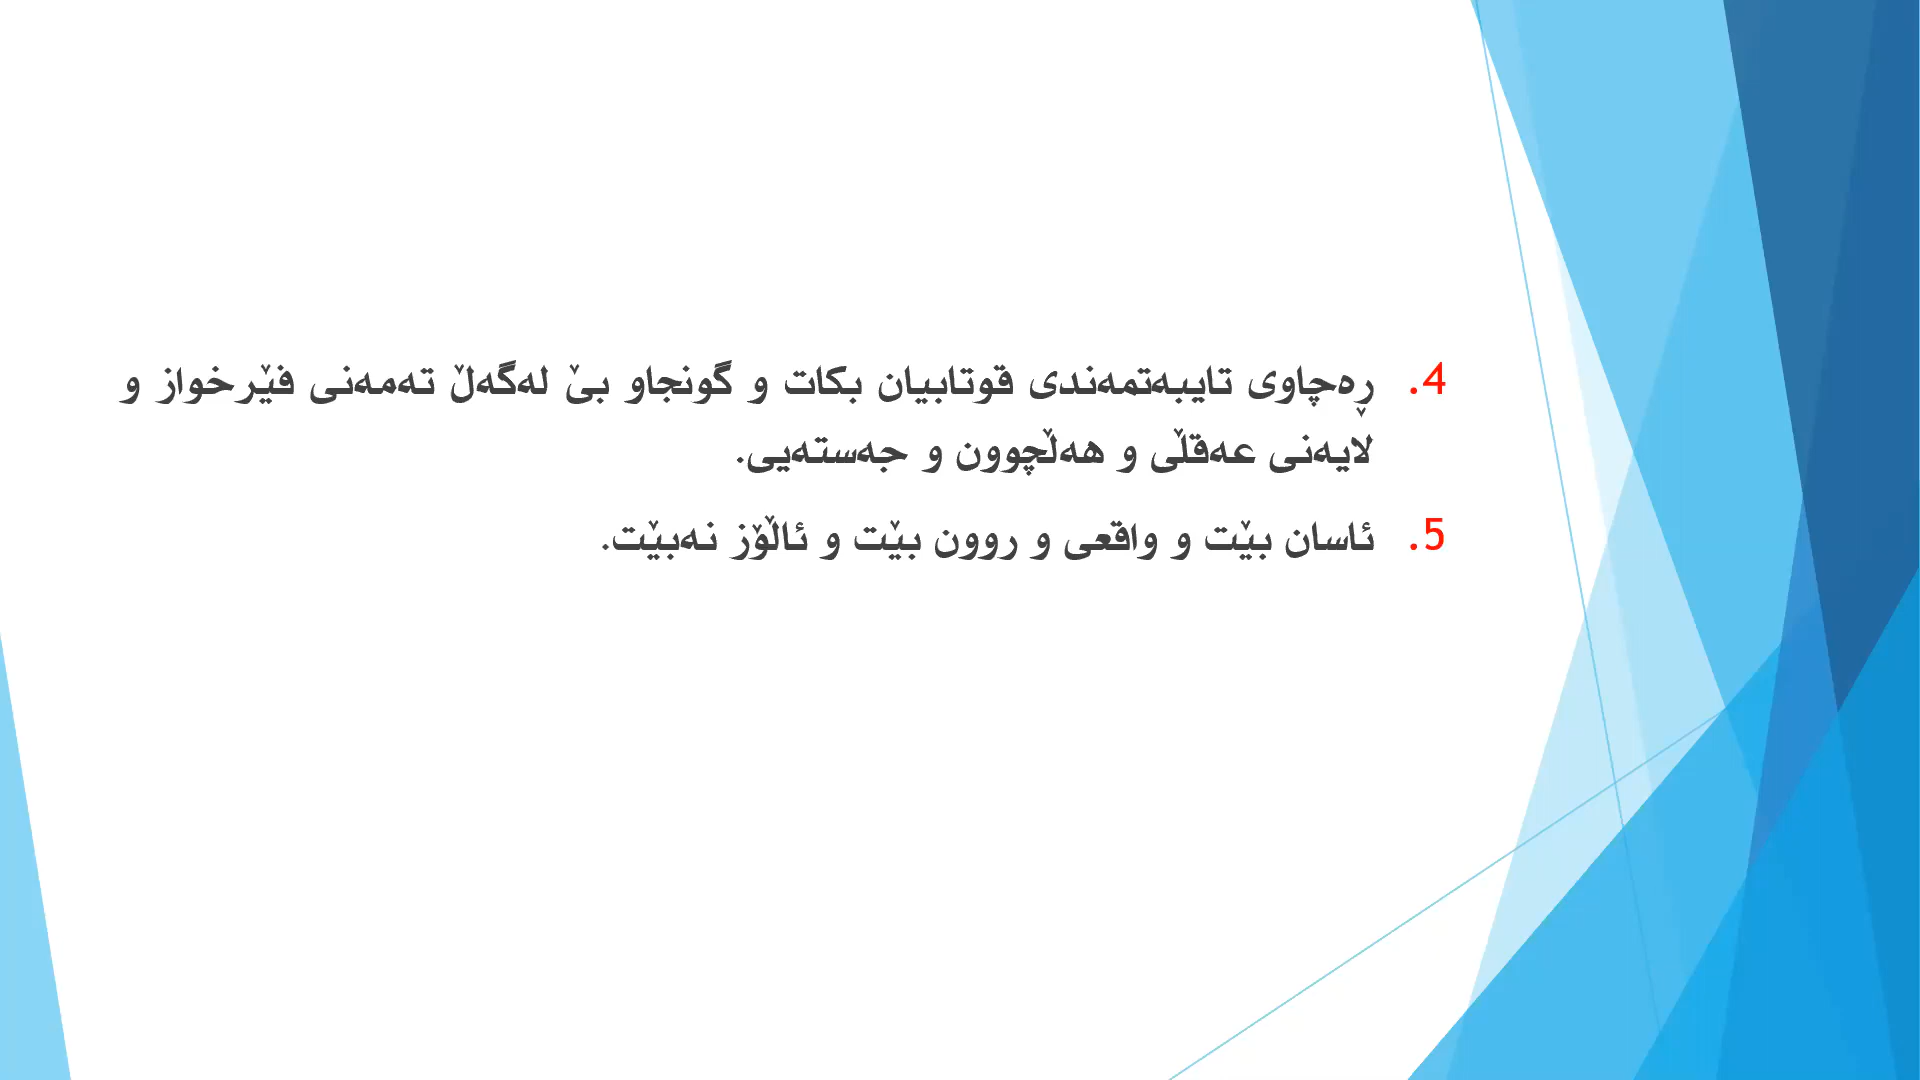 4. ڕەچاوی تایبەتمەندی قوتابییان بکات و گونجاو بێ لەگەڵ تەمەنی فێرخواز و
لایەنی عەقڵی و هەڵچوون و جەستەیی.
5. ئاسان بێت و واقعی و روون بێت و ئاڵۆز نەبێت.